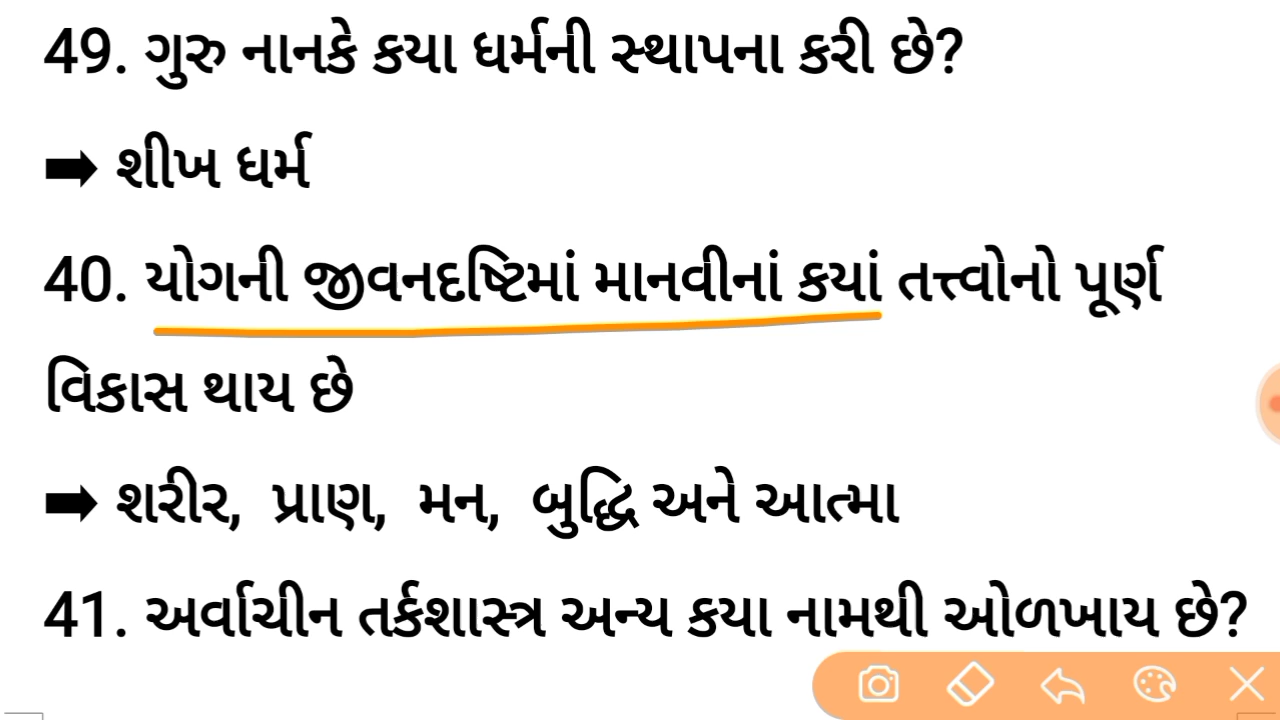 49. ગુરુ નાનકે કયા ધર્મની સ્થાપના કરી છે?
➡ શીખ ધર્મ
40. યોગની જીવનદષ્ટિમાં માનવીનાં કયાં તત્ત્વોનો પૂર્ણ
વિકાસ થાય છે
➡ શરીર, પ્રાણ, મન, બુદ્ધિ અને આત્મા
41. અર્વાચીન તર્કશાસ્ત્ર અન્ય કયા નામથી ઓળખાય છે?